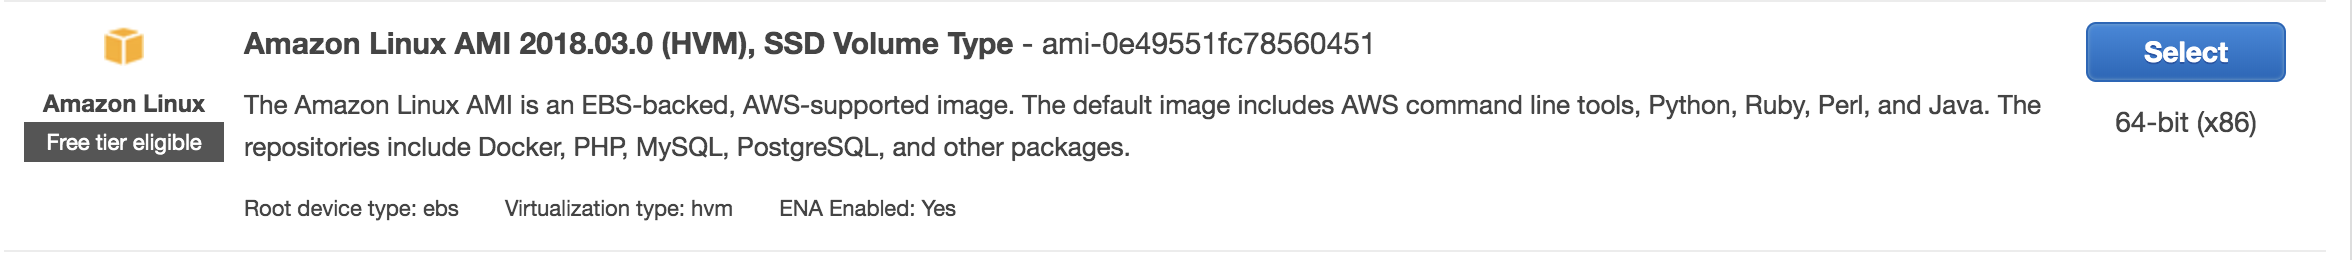 Amazon Linux
Free tier eligible
Amazon Linux AMI 2018.03.0 (HVM), SSD Volume Type - ami-0e49551fc78560451
The Amazon Linux AMI is an EBS-backed, AWS-supported image. The default image includes AWS command line tools, Python, Ruby, Perl, and Java. The
repositories include Docker, PHP, MySQL, PostgreSQL, and other packages.
Root device type: ebs Virtualization type: hvm ENA Enabled: Yes
Select
64-bit (x86)